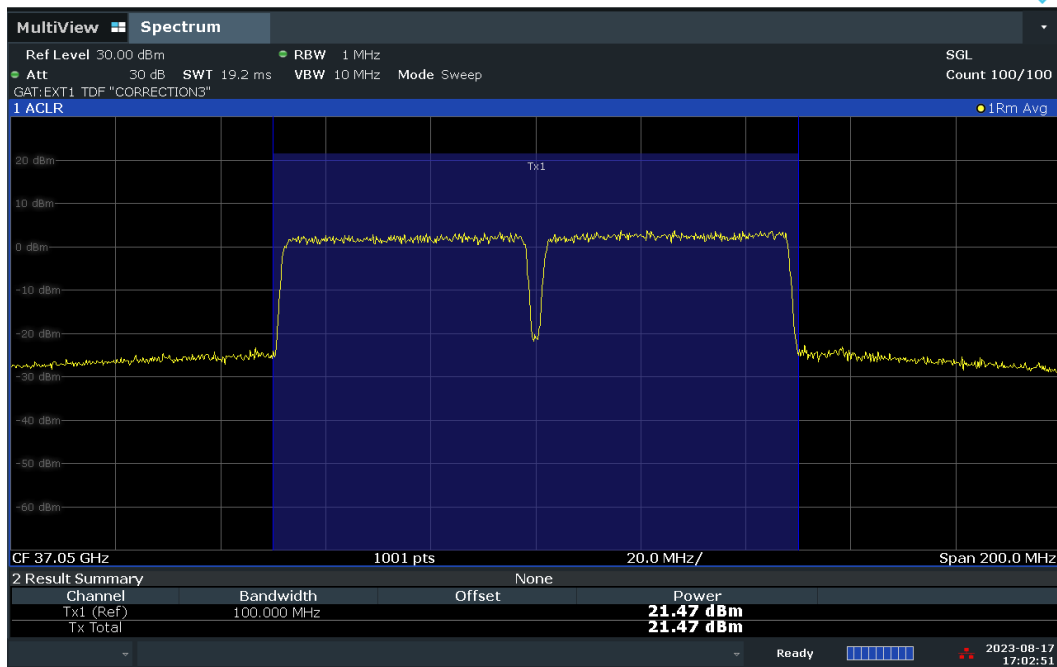 MultiView Spectrum
Ref Level 30.00 dBm RBW 1 MHz SGL
Att 30 dB SWT 19.2 ms VBW 10 MHz Mode Sweep Count 100/100
GAT:EXT1 TDF "CORRECTION3"
1 ACLR 1Rm Avg
20 dBm
Tx1
10 dBm
0 dBm
-10 dBm
-20 dBm
-30 dBm
-40 dBm
-50 dBm
-60 dBm
CF 37.05 GHz 1001 pts 20.0 MHz/ Span 200.0 MHz
2 Result Summary None
Channel Bandwidth Offset Power
Tx1 (Ref) 100.000 MHz 21.47 dBm
Tx Total 21.47 dBm
Ready 2023-08-17
17:02:51